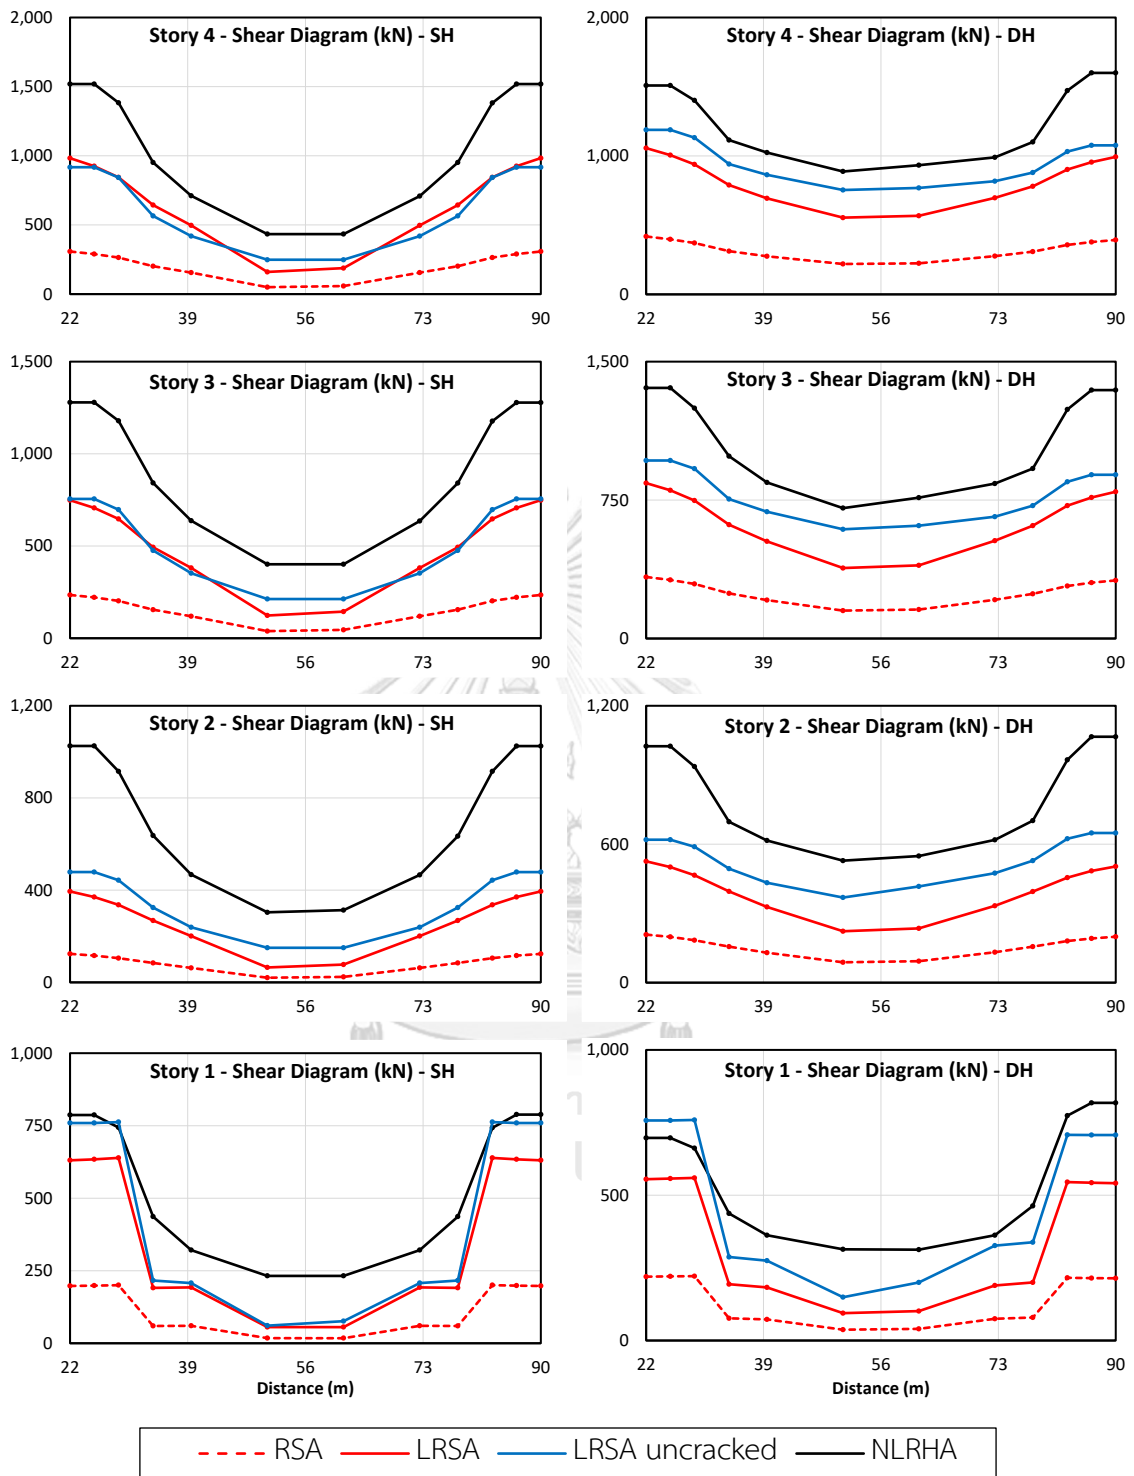 Story 4 - Shear Diagram (kN) - SH
2,000
1,500
1,000
500
0
22 39 56 73 90
Story 4 - Shear Diagram (kN) - DH
2,000
1,000
0
22 39 56 73 90
Story 3 - Shear Diagram (kN) - SH
1,500
1,000
500
0
22 39 56 73 90
Story 3 - Shear Diagram (kN) - DH
1,500
750
0
22 39 56 73 90
Story 2 - Shear Diagram (kN) - SH
1,200
800
400
0
22 39 56 73 90
Story 2 - Shear Diagram (kN) - DH
1,200
600
0
22 39 56 73 90
Story 1 - Shear Diagram (kN) - SH
1,000
750
500
250
0
22 39 56 73 90
Distance (m)
Story 1 - Shear Diagram (kN) - DH
1,000
500
0
22 39 56 73 90
Distance (m)
RSA LRSA LRSA uncracked NLRHA